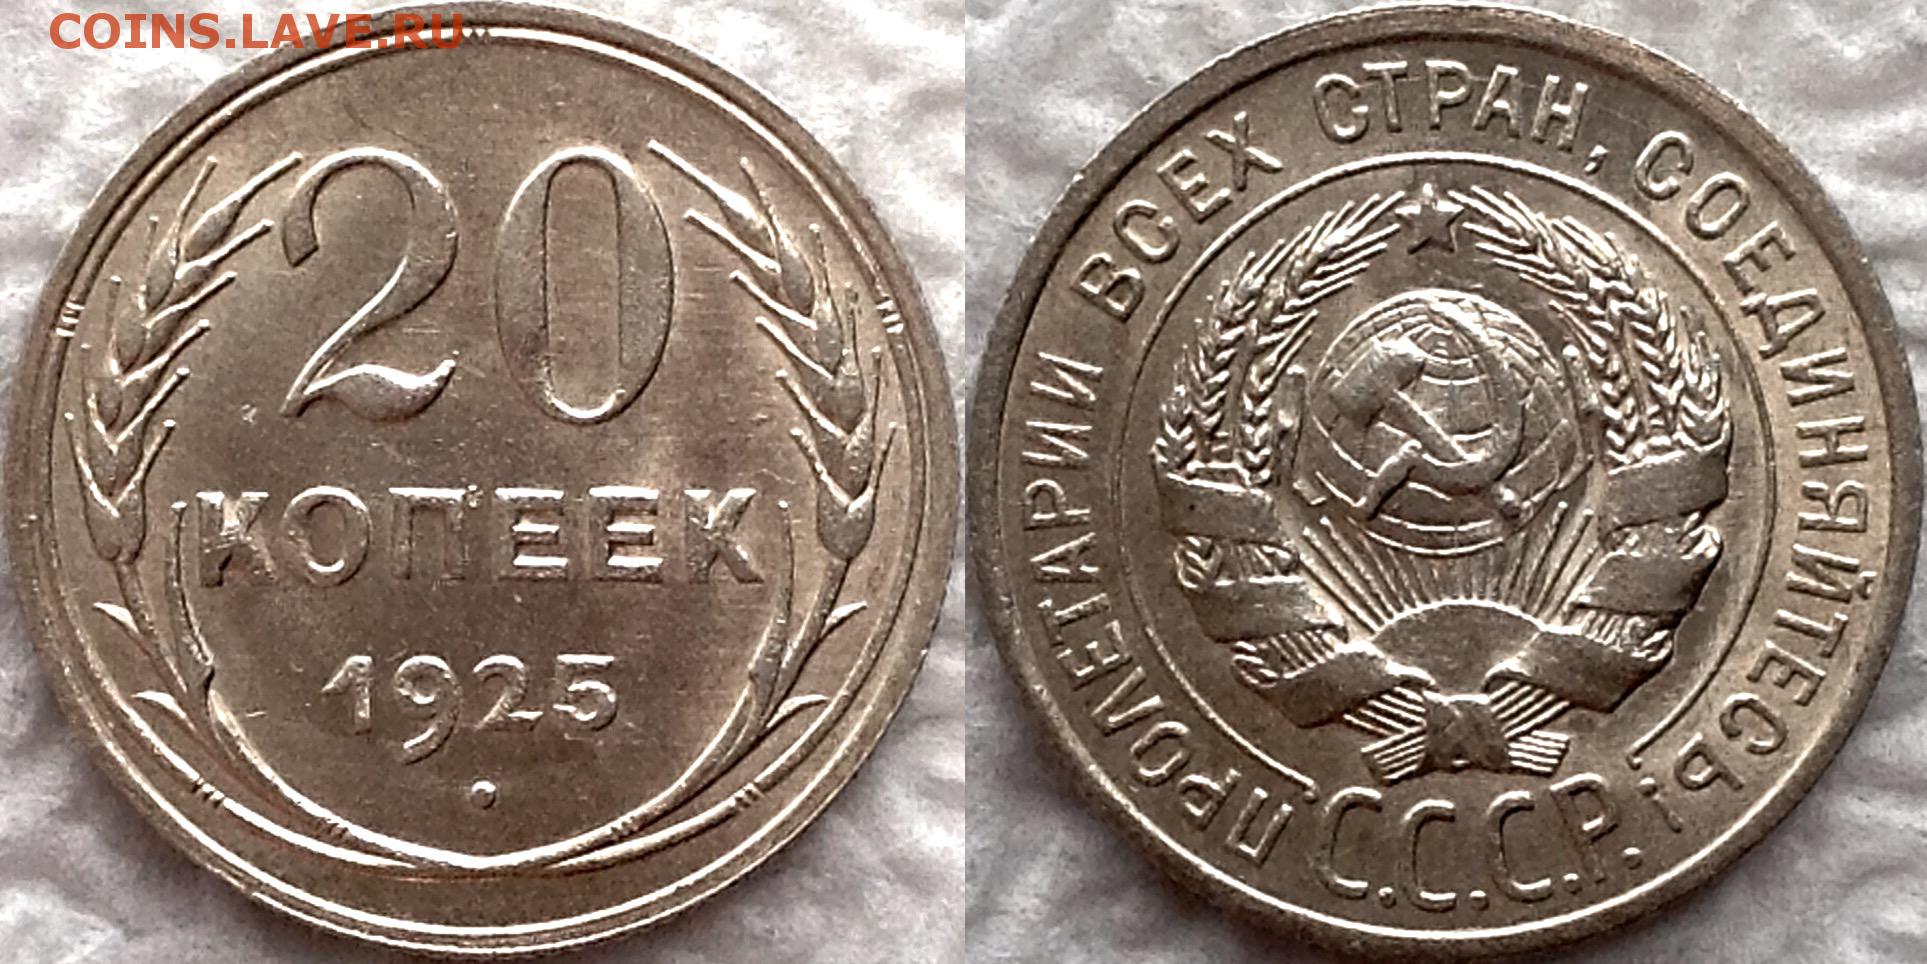 COINS.LAVE.RU
20
КОПЕЕК
1925
ПРОЛЕТАРИИ ВСЕХ СТРАН, СОЕДИНЯЙТЕСЬ!
С.С.С.Р.